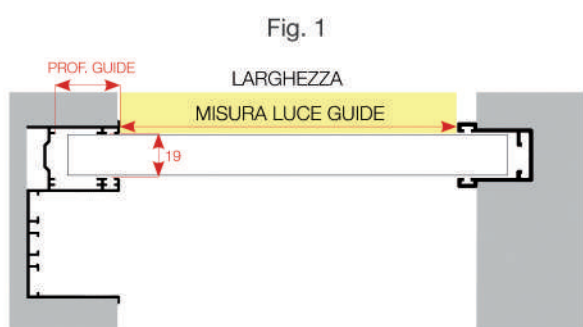 Fig. 1
PROF. GUIDE
LARGHEZZA
MISURA LUCE GUIDE
19